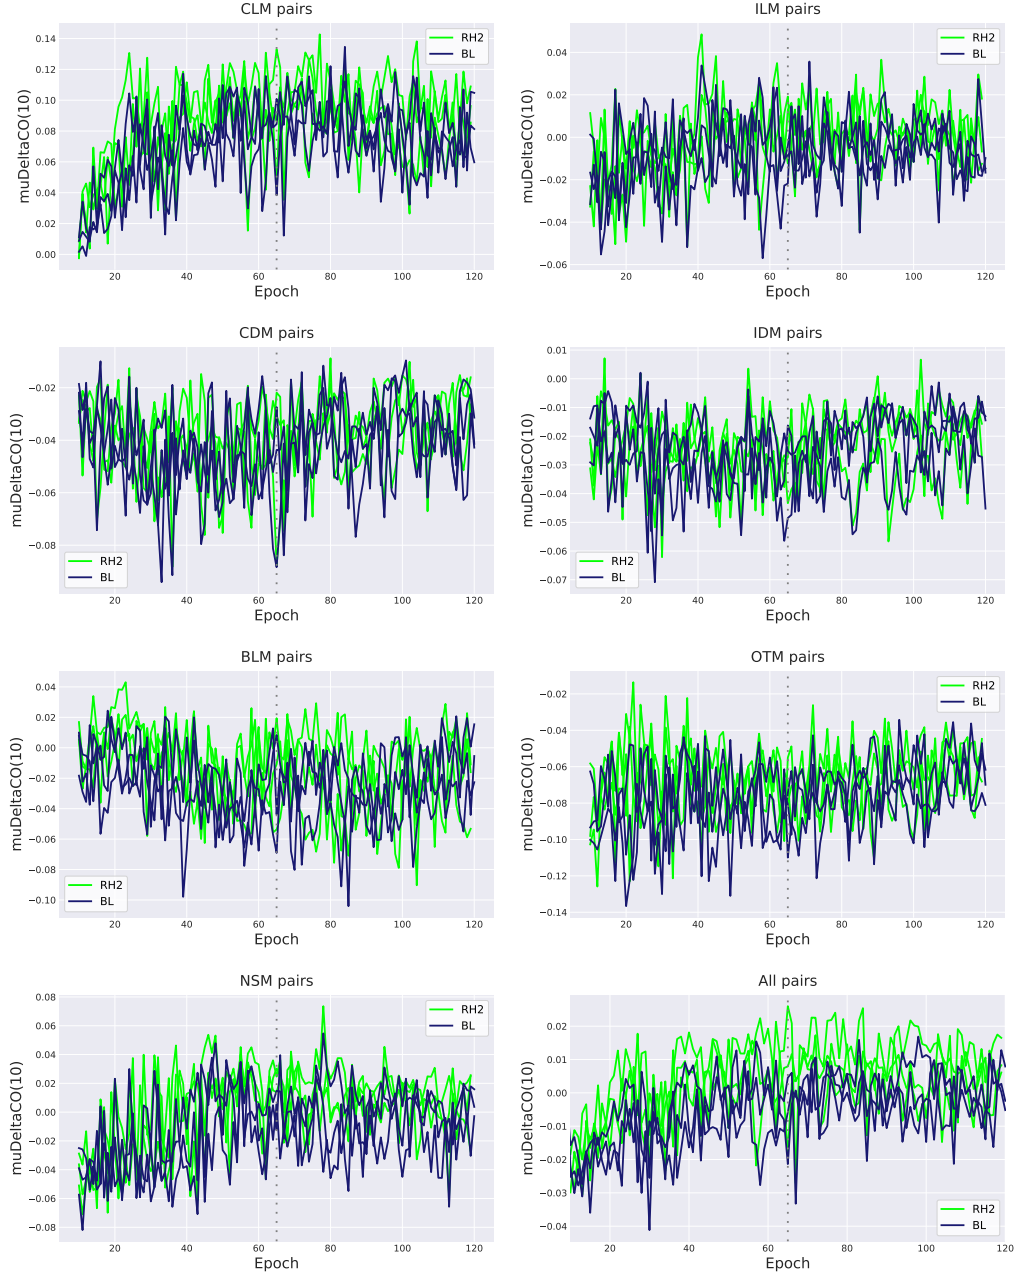 CLM pairs
muDeltaCO(10)
0.14
0.12
0.10
0.08
0.06
0.04
0.02
0.00
RH2
BL
20 40 60 80 100 120
Epoch
ILM pairs
muDeltaCO(10)
0.04
0.02
0.00
−0.02
−0.04
−0.06
RH2
BL
20 40 60 80 100 120
Epoch
CDM pairs
muDeltaCO(10)
−0.02
−0.04
−0.06
−0.08
RH2
BL
20 40 60 80 100 120
Epoch
IDM pairs
muDeltaCO(10)
0.01
0.00
−0.01
−0.02
−0.03
−0.04
−0.05
−0.06
−0.07
RH2
BL
20 40 60 80 100 120
Epoch
BLM pairs
muDeltaCO(10)
0.04
0.02
0.00
−0.02
−0.04
−0.06
−0.08
−0.10
RH2
BL
20 40 60 80 100 120
Epoch
OTM pairs
muDeltaCO(10)
−0.02
−0.04
−0.06
−0.08
−0.10
−0.12
−0.14
RH2
BL
20 40 60 80 100 120
Epoch
NSM pairs
muDeltaCO(10)
0.08
0.06
0.04
0.02
0.00
−0.02
−0.04
−0.06
−0.08
RH2
BL
20 40 60 80 100 120
Epoch
All pairs
muDeltaCO(10)
0.02
0.01
0.00
−0.01
−0.02
−0.03
−0.04
RH2
BL
20 40 60 80 100 120
Epoch